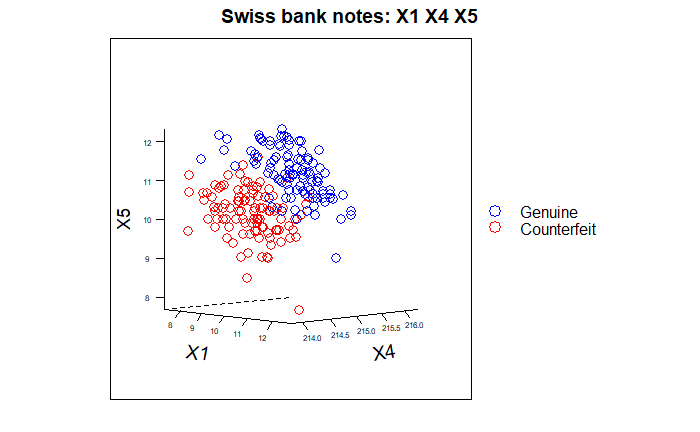 Swiss bank notes: X1 X4 X5
12
11
10
9
8
X5
8 9 10 11 12
214.0 214.5 215.0 215.5 216.0
X1
X4
Genuine
Counterfeit